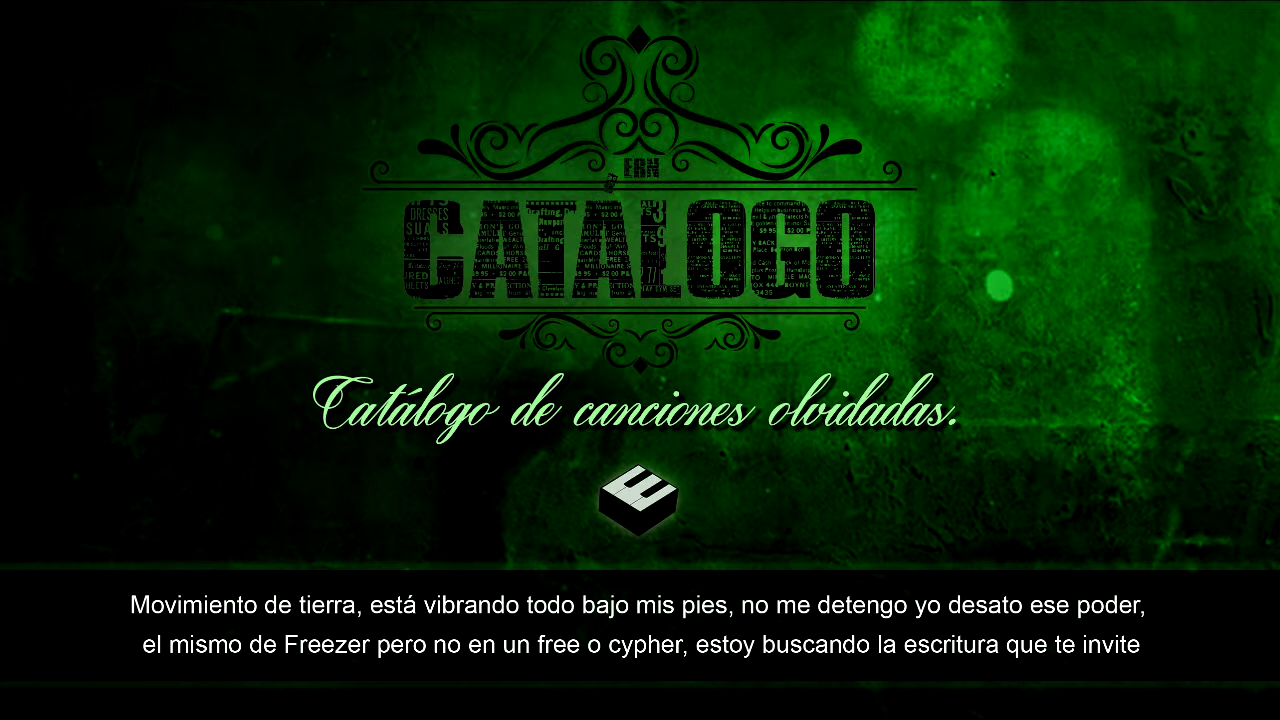 EBN
CATALOGO
Catálogo de canciones olvidadas.
Movimiento de tierra, está vibrando todo bajo mis pies, no me detengo yo desato ese poder,
el mismo de Freezer pero no en un free o cypher, estoy buscando la escritura que te invite